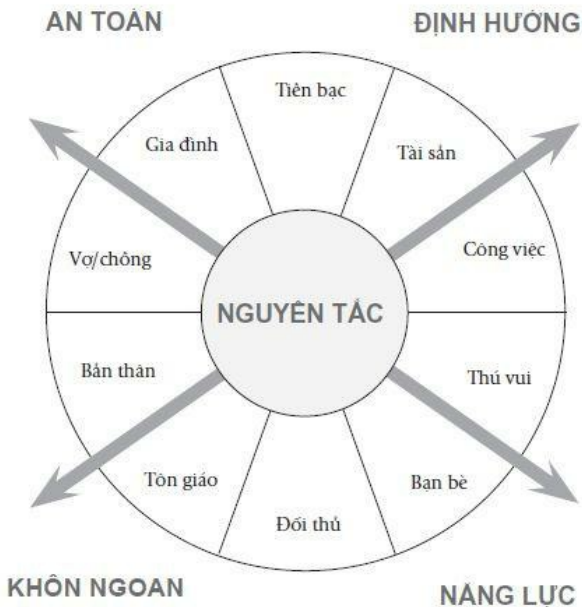 AN TOÀN
ĐỊNH HƯỚNG
Tiền bạc
Gia đình
Tài sản
Vợ/chồng
Công việc
NGUYÊN TẮC
Bản thân
Thú vui
Tôn giáo
Bạn bè
Đối thủ
KHÔN NGOAN
NĂNG LỰC